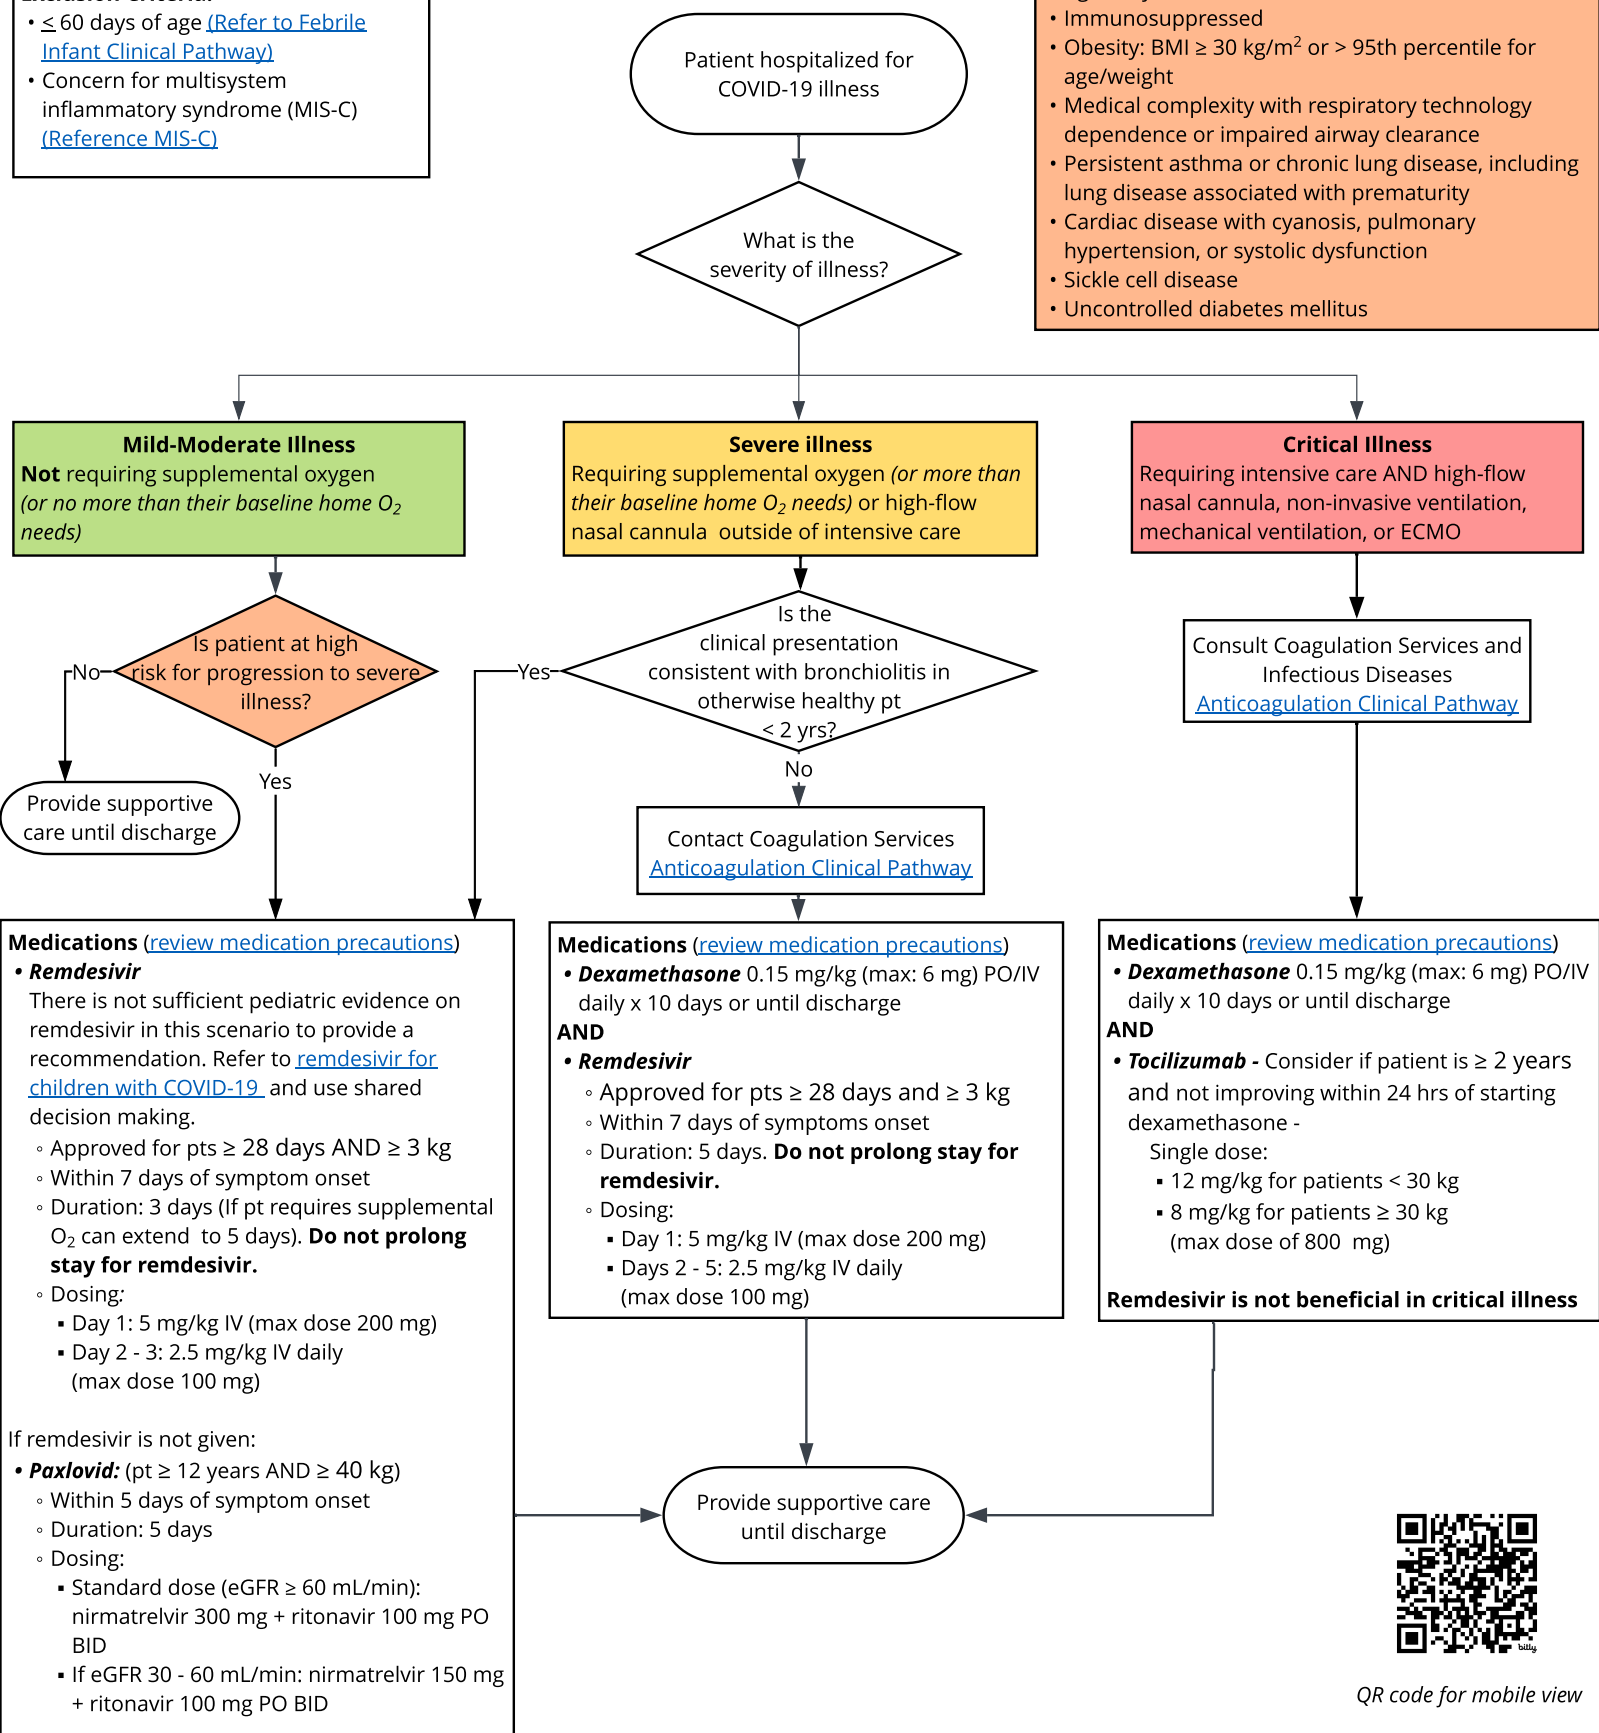 • ≤ 60 days of age (Refer to Febrile
Infant Clinical Pathway)
• Concern for multisystem
inflammatory syndrome (MIS-C)
(Reference MIS-C)
Patient hospitalized for
COVID-19 illness
• Immunosuppressed
• Obesity: BMI ≥ 30 kg/m² or > 95th percentile for
age/weight
• Medical complexity with respiratory technology
dependence or impaired airway clearance
• Persistent asthma or chronic lung disease, including
lung disease associated with prematurity
• Cardiac disease with cyanosis, pulmonary
hypertension, or systolic dysfunction
• Sickle cell disease
• Uncontrolled diabetes mellitus
What is the
severity of illness?
Mild-Moderate Illness
Not requiring supplemental oxygen
(or no more than their baseline home O₂
needs)
Severe illness
Requiring supplemental oxygen (or more than
their baseline home O₂ needs) or high-flow
nasal cannula outside of intensive care
Critical Illness
Requiring intensive care AND high-flow
nasal cannula, non-invasive ventilation,
mechanical ventilation, or ECMO
Is patient at high
risk for progression to severe
illness?
No
Yes
Provide supportive
care until discharge
Is the
clinical presentation
consistent with bronchiolitis in
otherwise healthy pt
< 2 yrs?
Yes
No
Contact Coagulation Services
Anticoagulation Clinical Pathway
Consult Coagulation Services and
Infectious Diseases
Anticoagulation Clinical Pathway
Medications (review medication precautions)
• Remdesivir
There is not sufficient pediatric evidence on
remdesivir in this scenario to provide a
recommendation. Refer to remdesivir for
children with COVID-19 and use shared
decision making.
◦ Approved for pts ≥ 28 days AND ≥ 3 kg
◦ Within 7 days of symptom onset
◦ Duration: 3 days (If pt requires supplemental
O₂ can extend to 5 days). Do not prolong
stay for remdesivir.
◦ Dosing:
▪ Day 1: 5 mg/kg IV (max dose 200 mg)
▪ Day 2 - 3: 2.5 mg/kg IV daily
(max dose 100 mg)
If remdesivir is not given:
• Paxlovid: (pt ≥ 12 years AND ≥ 40 kg)
◦ Within 5 days of symptom onset
◦ Duration: 5 days
◦ Dosing:
▪ Standard dose (eGFR ≥ 60 mL/min):
nirmatrelvir 300 mg + ritonavir 100 mg PO
BID
▪ If eGFR 30 - 60 mL/min: nirmatrelvir 150 mg
+ ritonavir 100 mg PO BID
Medications (review medication precautions)
• Dexamethasone 0.15 mg/kg (max: 6 mg) PO/IV
daily x 10 days or until discharge
AND
• Remdesivir
◦ Approved for pts ≥ 28 days and ≥ 3 kg
◦ Within 7 days of symptoms onset
◦ Duration: 5 days. Do not prolong stay for
remdesivir.
◦ Dosing:
▪ Day 1: 5 mg/kg IV (max dose 200 mg)
▪ Days 2 - 5: 2.5 mg/kg IV daily
(max dose 100 mg)
Medications (review medication precautions)
• Dexamethasone 0.15 mg/kg (max: 6 mg) PO/IV
daily x 10 days or until discharge
AND
• Tocilizumab - Consider if patient is ≥ 2 years
and not improving within 24 hrs of starting
dexamethasone -
Single dose:
▪ 12 mg/kg for patients < 30 kg
▪ 8 mg/kg for patients ≥ 30 kg
(max dose of 800 mg)
Remdesivir is not beneficial in critical illness
Provide supportive care
until discharge
bitly
QR code for mobile view